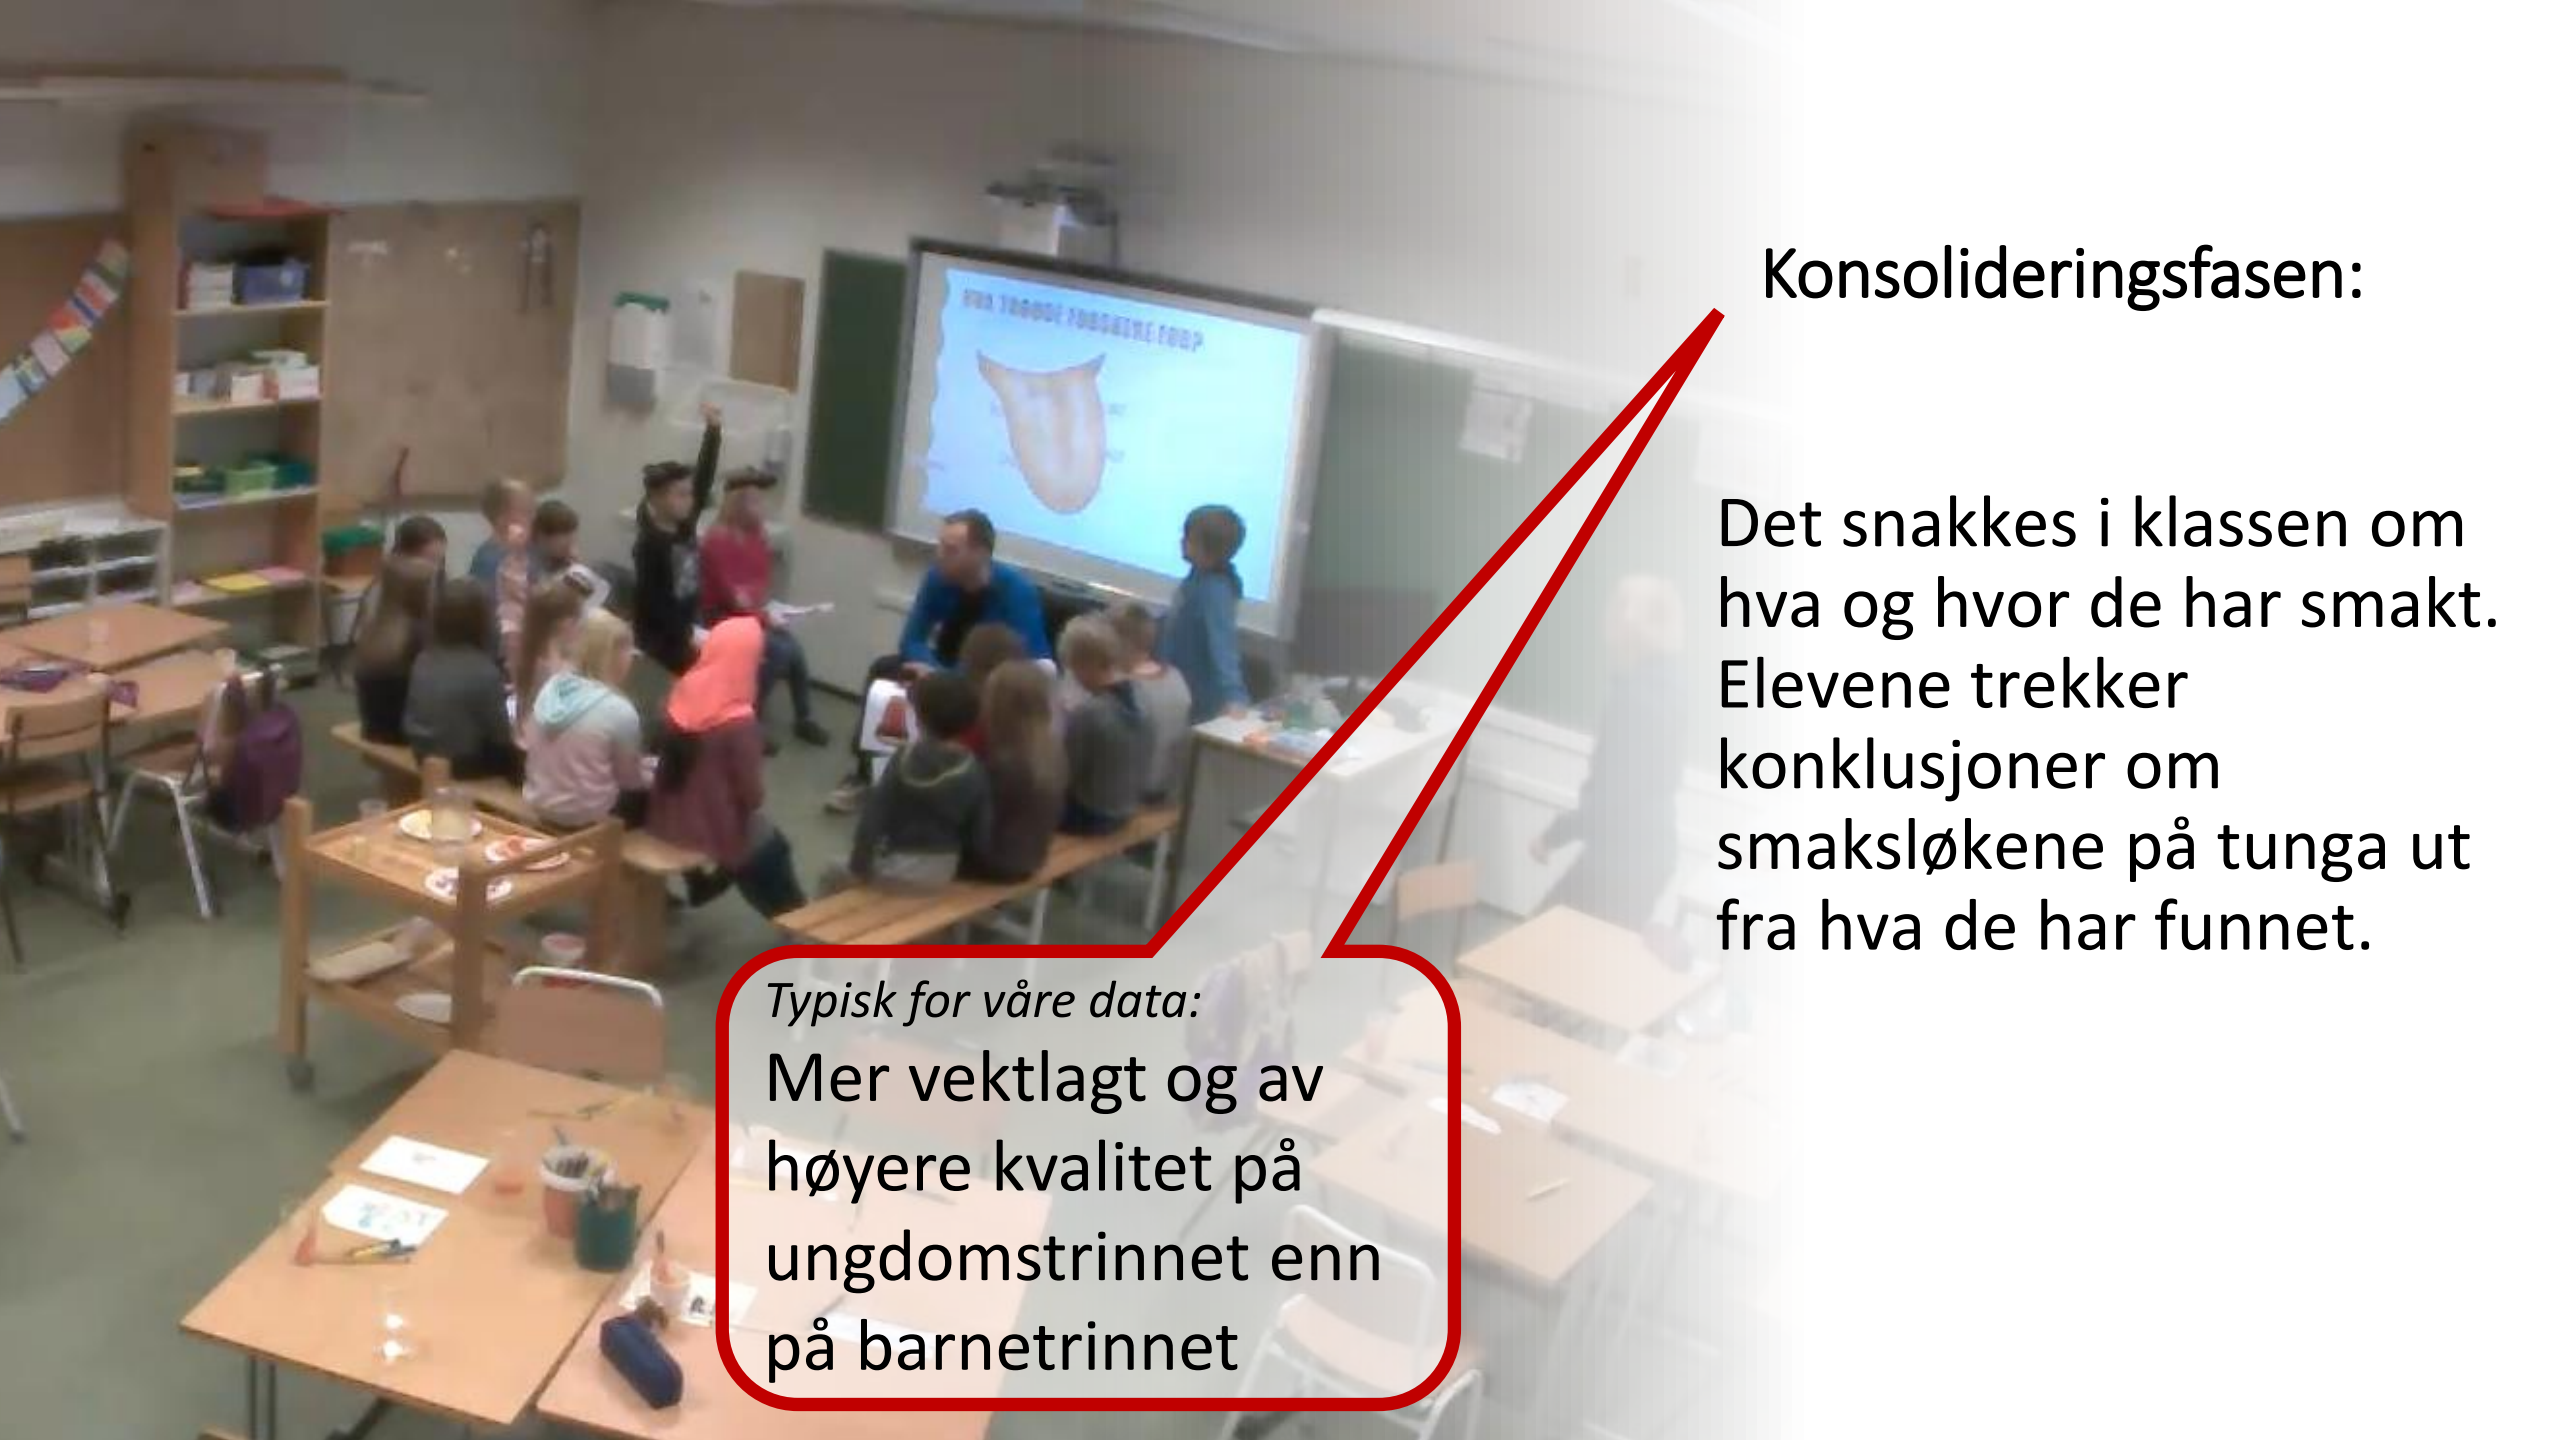 Konsolideringsfasen:
Det snakkes i klassen om
hva og hvor de har smakt.
Elevene trekker
konklusjoner om
smaksløkene på tunga ut
fra hva de har funnet.
Typisk for våre data:
Mer vektlagt og av
høyere kvalitet på
ungdomstrinnet enn
på barnetrinnet